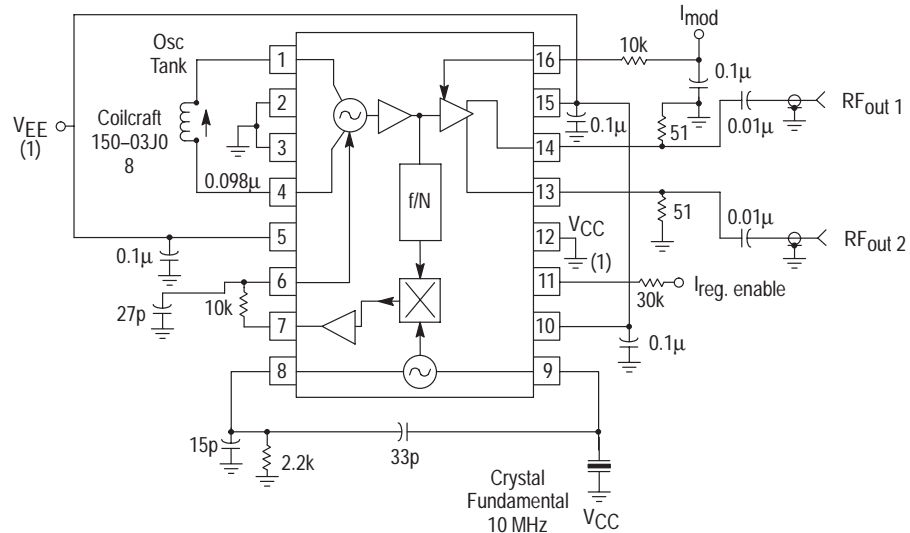 Imod
Osc
Tank
1
16
10k
0.1µ
RFout 1
VEE
(1)
Coilcraft
150–03J0
8
2
15
0.1µ
51
0.01µ
3
14
0.098µ
4
13
f/N
51
0.01µ
RFout 2
5
VCC
12
(1)
0.1µ
6
11
30k
Ireg. enable
27p
10k
7
10
0.1µ
8
9
15p
2.2k
33p
Crystal
Fundamental
10 MHz
VCC